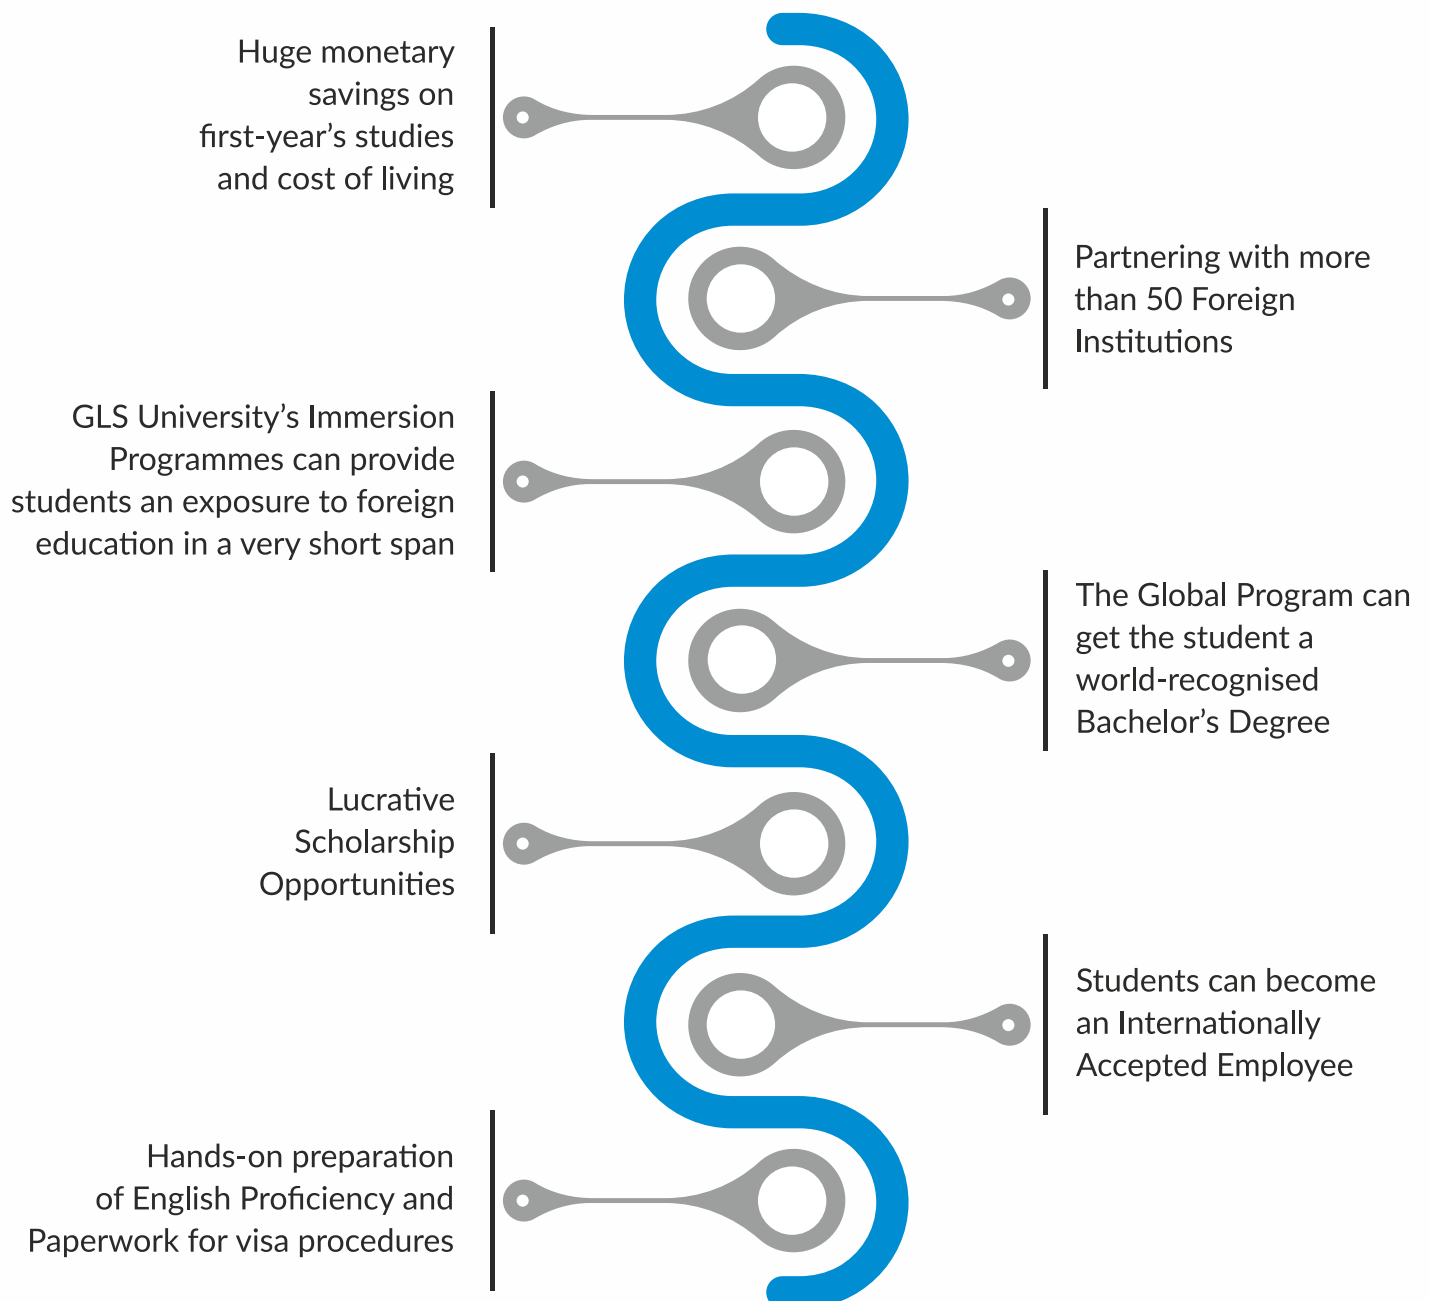 Huge monetary
savings on
first-year’s studies
and cost of living
Partnering with more
than 50 Foreign
Institutions
GLS University’s Immersion
Programmes can provide
students an exposure to foreign
education in a very short span
The Global Program can
get the student a
world-recognised
Bachelor’s Degree
Lucrative
Scholarship
Opportunities
Students can become
an Internationally
Accepted Employee
Hands-on preparation
of English Proficiency and
Paperwork for visa procedures